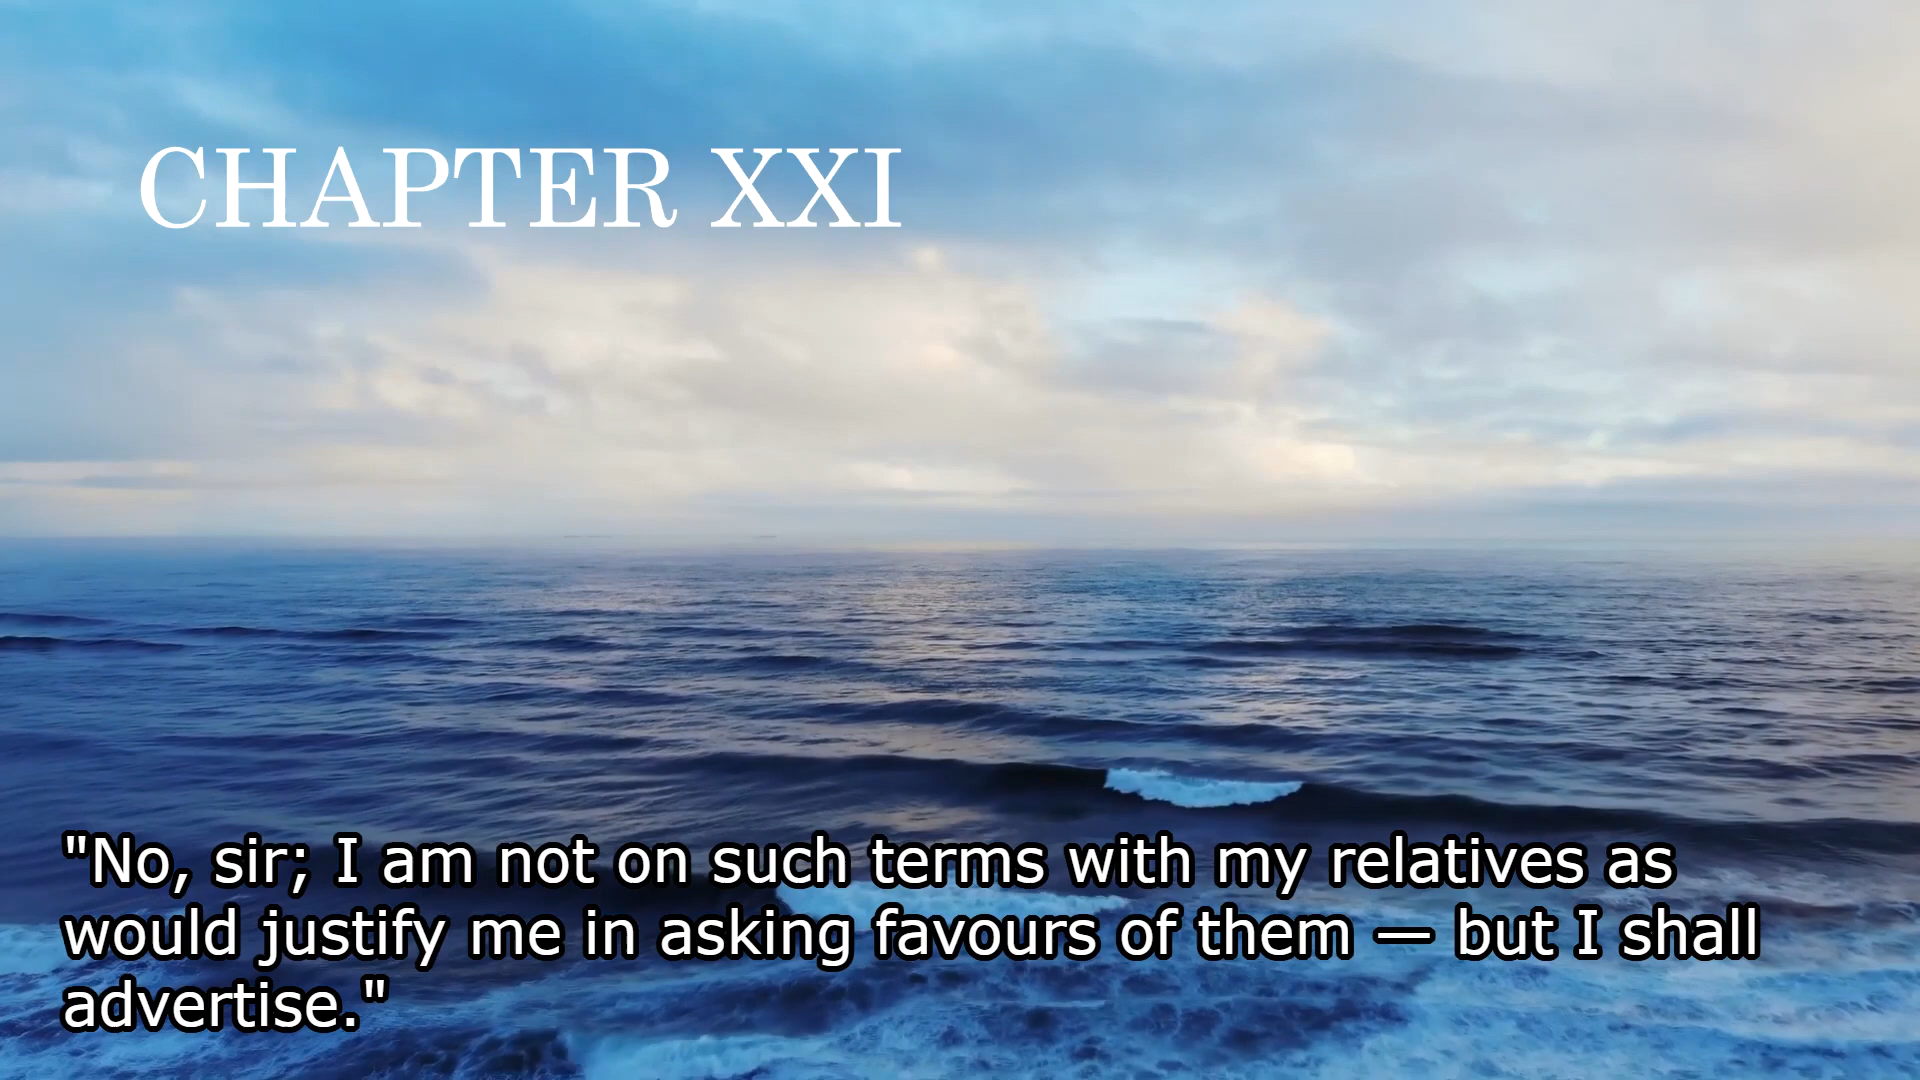 CHAPTER XXI
"No, sir; I am not on such terms with my relatives as
would justify me in asking favours of them — but I shall
advertise."